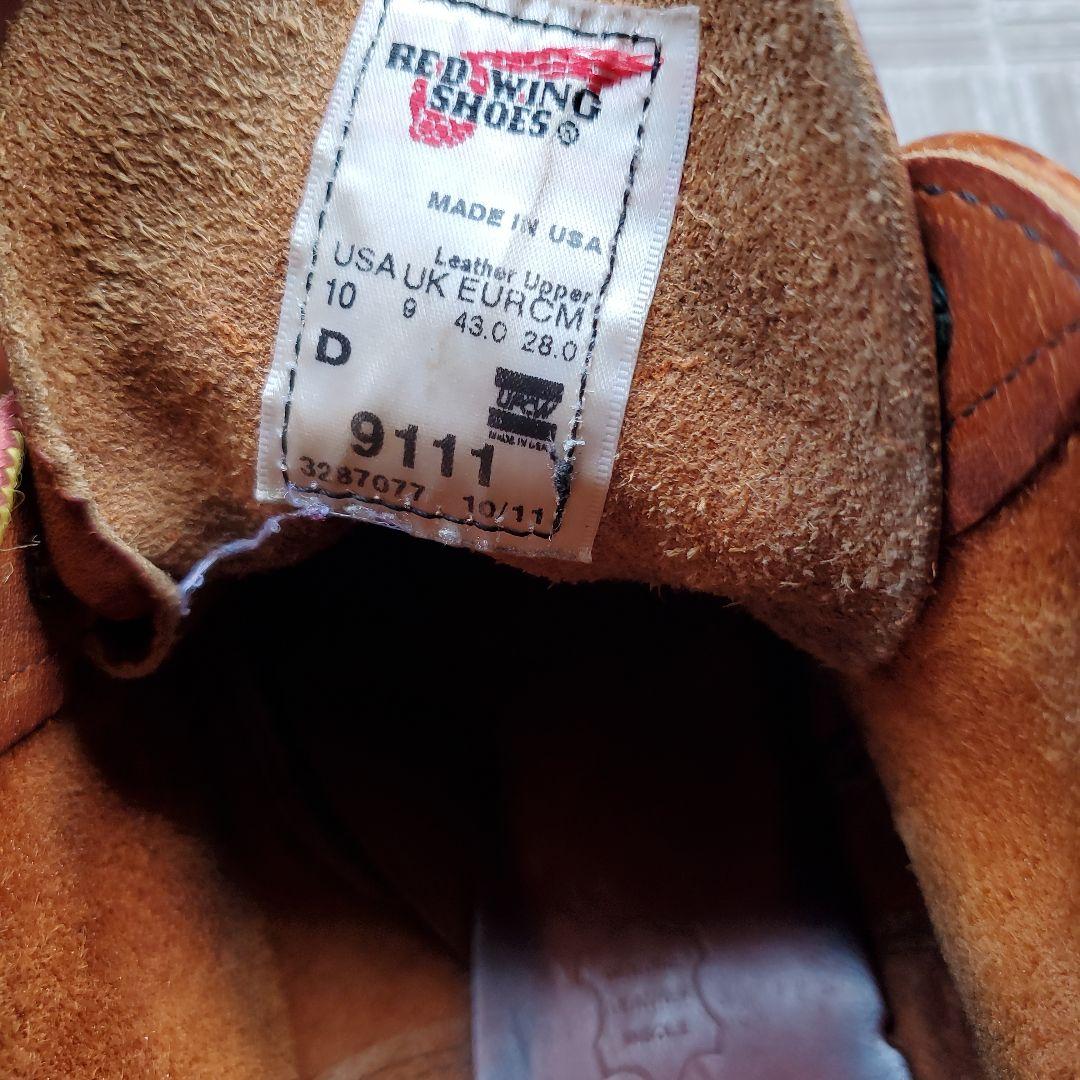 RED WING
SHOES ®
MADE IN USA
Leather Upper
USA UK EUR CM
10 9 43.0 28.0
D
URW
MADE IN USA
9111
3287077 10/11
LEATHER